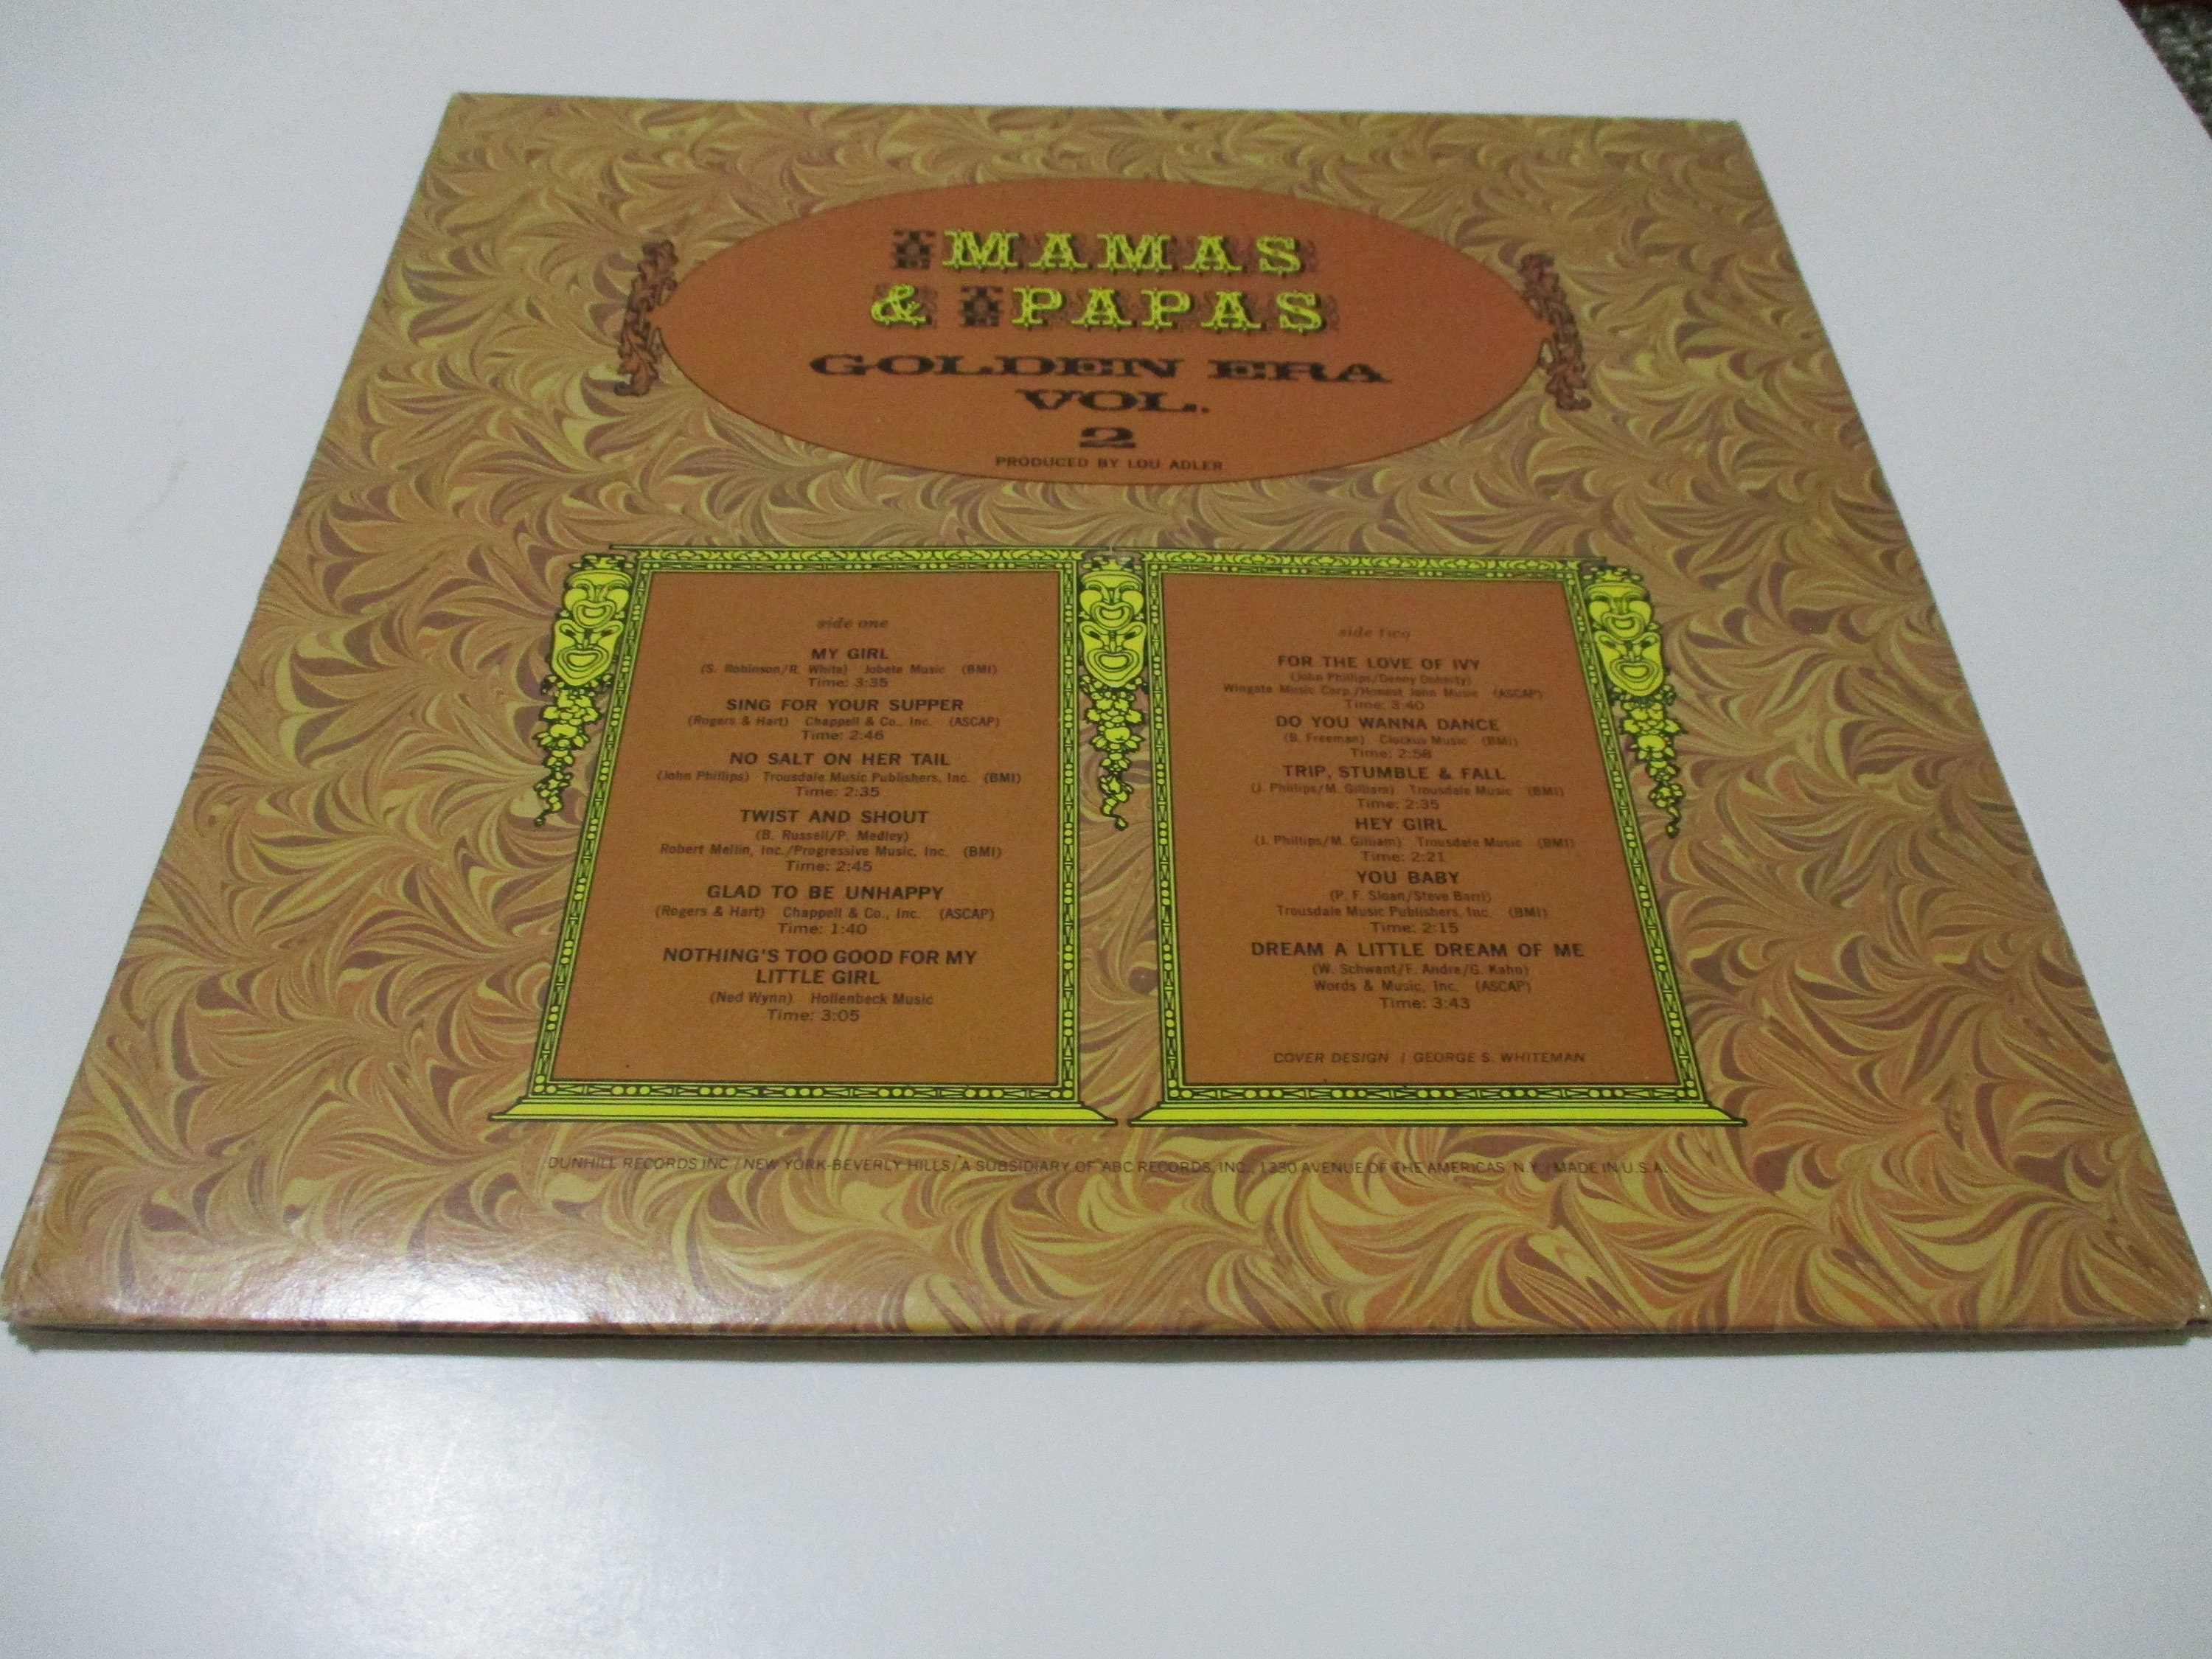 THE MAMAS
& THE PAPAS
GOLDEN ERA
VOL.
2
PRODUCED BY LOU ADLER
side one
MY GIRL
(S. Robinson/R. White) Jobete Music (BMI)
Time: 3:35
SING FOR YOUR SUPPER
(Rogers & Hart) Chappell & Co., Inc. (ASCAP)
Time: 2:46
NO SALT ON HER TAIL
(John Phillips) Trousdale Music Publishers, Inc. (BMI)
Time: 2:35
TWIST AND SHOUT
(B. Russell/P. Medley)
Robert Mellin, Inc./Progressive Music, Inc. (BMI)
Time: 2:45
GLAD TO BE UNHAPPY
(Rogers & Hart) Chappell & Co., Inc. (ASCAP)
Time: 1:40
NOTHING'S TOO GOOD FOR MY
LITTLE GIRL
(Ned Wynn) Hollenbeck Music
Time: 3:05
side two
FOR THE LOVE OF IVY
(John Phillips/Denny Doherty)
Wingate Music Corp./Honest John Music (ASCAP)
Time: 3:40
DO YOU WANNA DANCE
(B. Freeman) Clockus Music (BMI)
Time: 2:58
TRIP, STUMBLE & FALL
(J. Phillips/M. Gilliam) Trousdale Music (BMI)
Time: 2:35
HEY GIRL
(J. Phillips/M. Gilliam) Trousdale Music (BMI)
Time: 2:21
YOU BABY
(P. F. Sloan/Steve Barri)
Trousdale Music Publishers, Inc. (BMI)
Time: 2:15
DREAM A LITTLE DREAM OF ME
(W. Schwant/F. Andre/G. Kahn)
Words & Music, Inc. (ASCAP)
Time: 3:43
COVER DESIGN / GEORGE S. WHITEMAN
DUNHILL RECORDS INC / NEW YORK-BEVERLY HILLS / A SUBSIDIARY OF ABC RECORDS, INC., 1330 AVENUE OF THE AMERICAS, N.Y. / MADE IN U.S.A.